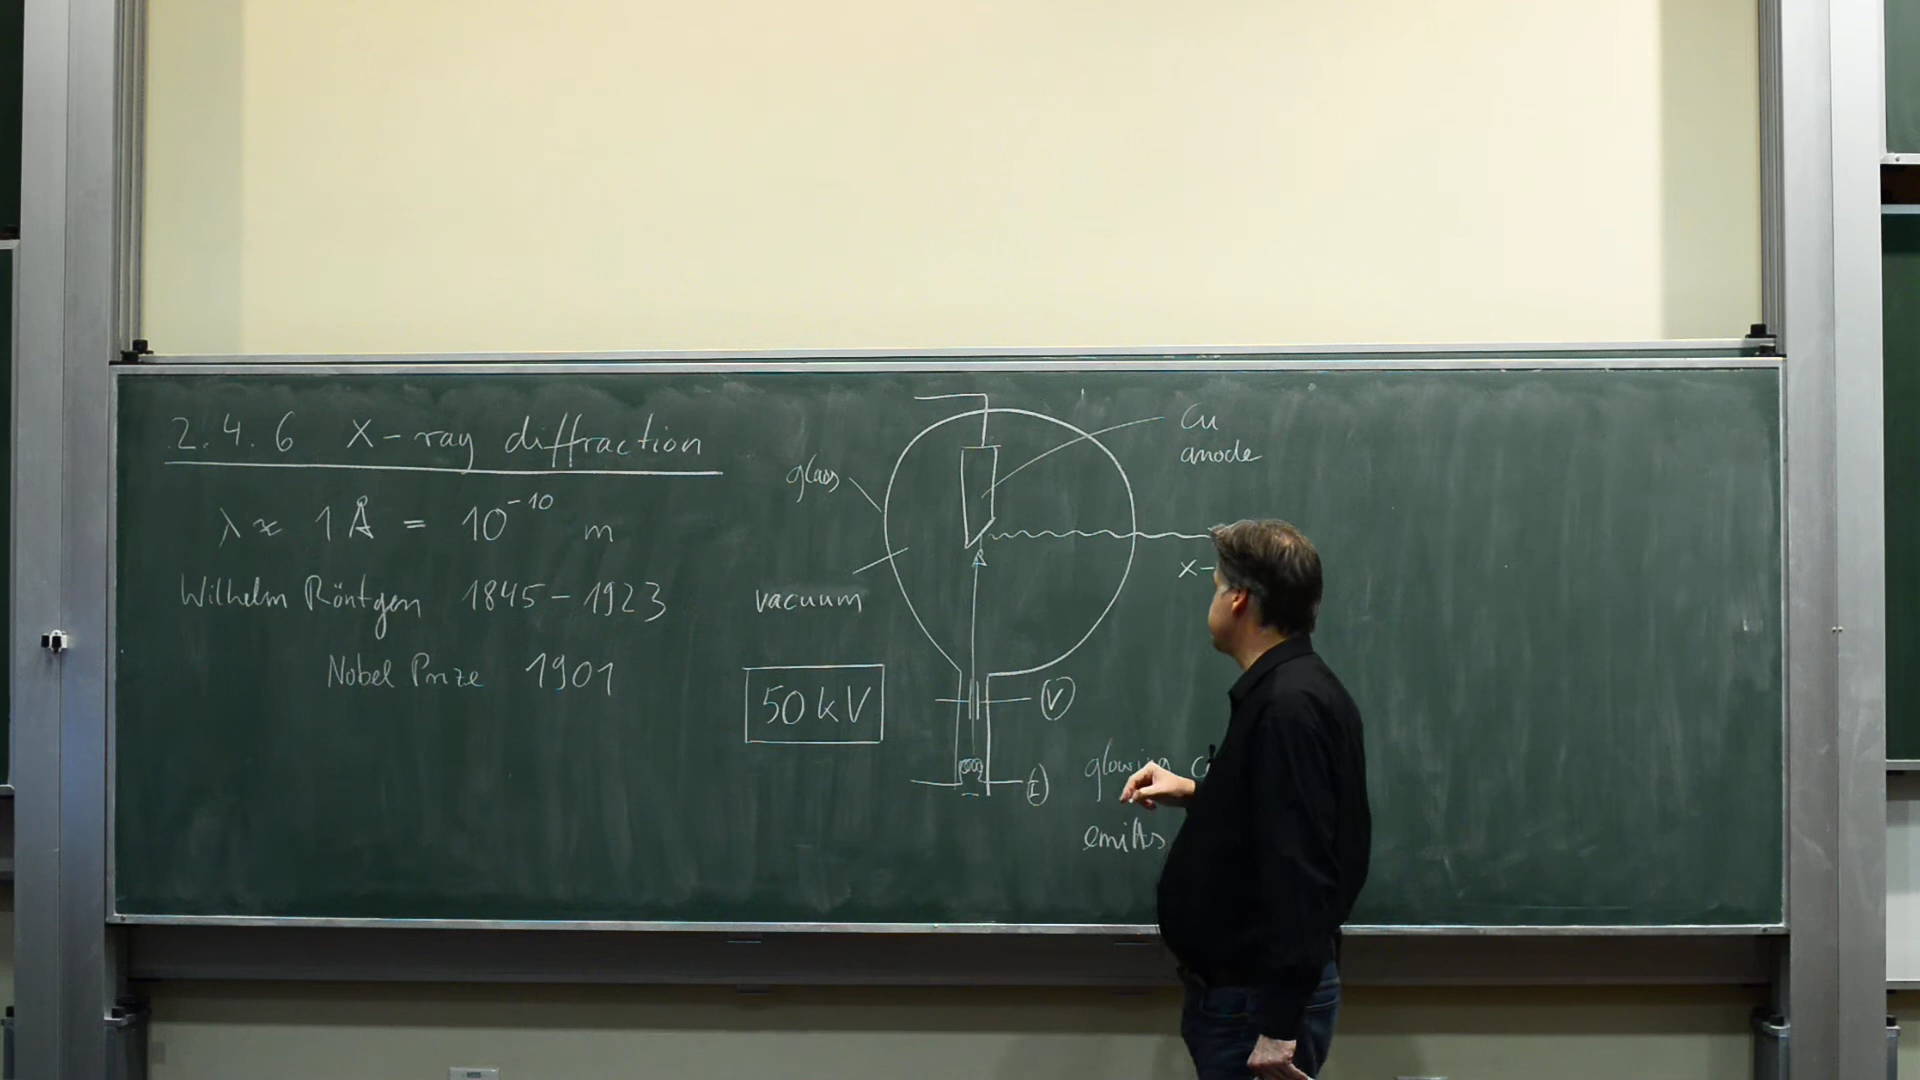 2.4.6 X-ray diffraction
λ ≈ 1 Å = 10⁻¹⁰ m
Wilhelm Röntgen 1845 – 1923
Nobel Prize 1901
glass
vacuum
50 kV
Cu
anode
X-
V
I
glowing
emitts